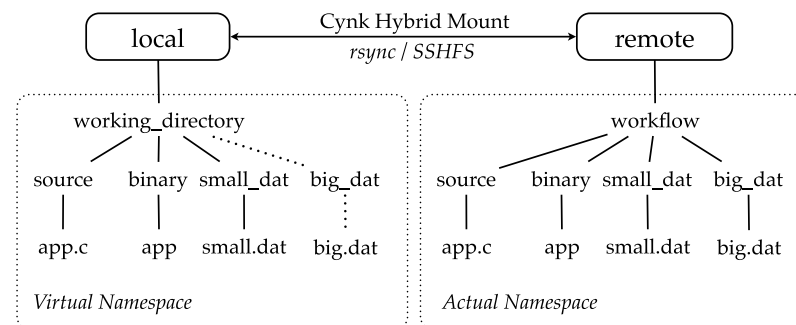 Cynk Hybrid Mount
local
remote
rsync / SSHFS
working_directory
workflow
source binary small_dat big_dat
source binary small_dat big_dat
app.c app small.dat big.dat
app.c app small.dat big.dat
Virtual Namespace
Actual Namespace